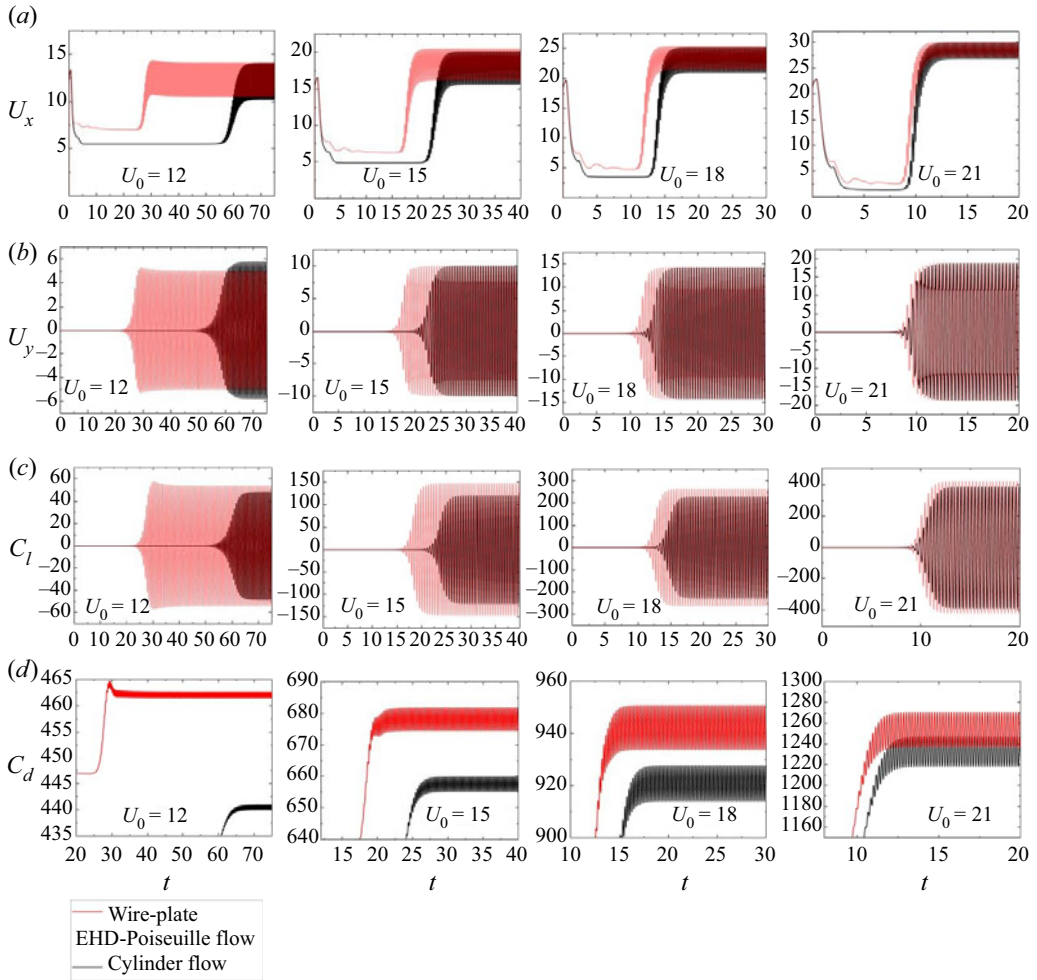 (a)
15
10
5
U_x
U_0 = 12
0 10 20 30 40 50 60 70
20
15
10
5
U_0 = 15
0 5 10 15 20 25 30 35 40
25
20
15
10
5
U_0 = 18
0 5 10 15 20 25 30
30
25
20
15
10
5
U_0 = 21
0 5 10 15 20
(b)
6
4
2
0
U_y
–2
–4
–6
U_0 = 12
0 10 20 30 40 50 60 70
10
5
0
–5
–10
U_0 = 15
0 5 10 15 20 25 30 35 40
15
10
5
0
–5
–10
–15
U_0 = 18
0 5 10 15 20 25 30
20
15
10
5
0
–5
–10
–15
–20
U_0 = 21
0 5 10 15 20
(c)
60
40
20
0
C_l
–20
–40
–60
U_0 = 12
0 10 20 30 40 50 60 70
150
100
50
0
–50
–100
–150
U_0 = 15
0 5 10 15 20 25 30 35 40
300
200
100
0
–100
–200
–300
U_0 = 18
0 5 10 15 20 25 30
400
200
0
–200
–400
U_0 = 21
0 5 10 15 20
(d)
465
460
455
450
C_d
445
440
435
U_0 = 12
20 30 40 50 60 70
t
690
680
670
660
650
640
U_0 = 15
15 20 25 30 35 40
t
960
940
920
900
U_0 = 18
10 15 20 25 30
t
1300
1280
1260
1240
1220
1200
1180
1160
U_0 = 21
10 15 20
t
Wire-plate
EHD-Poiseuille flow
Cylinder flow